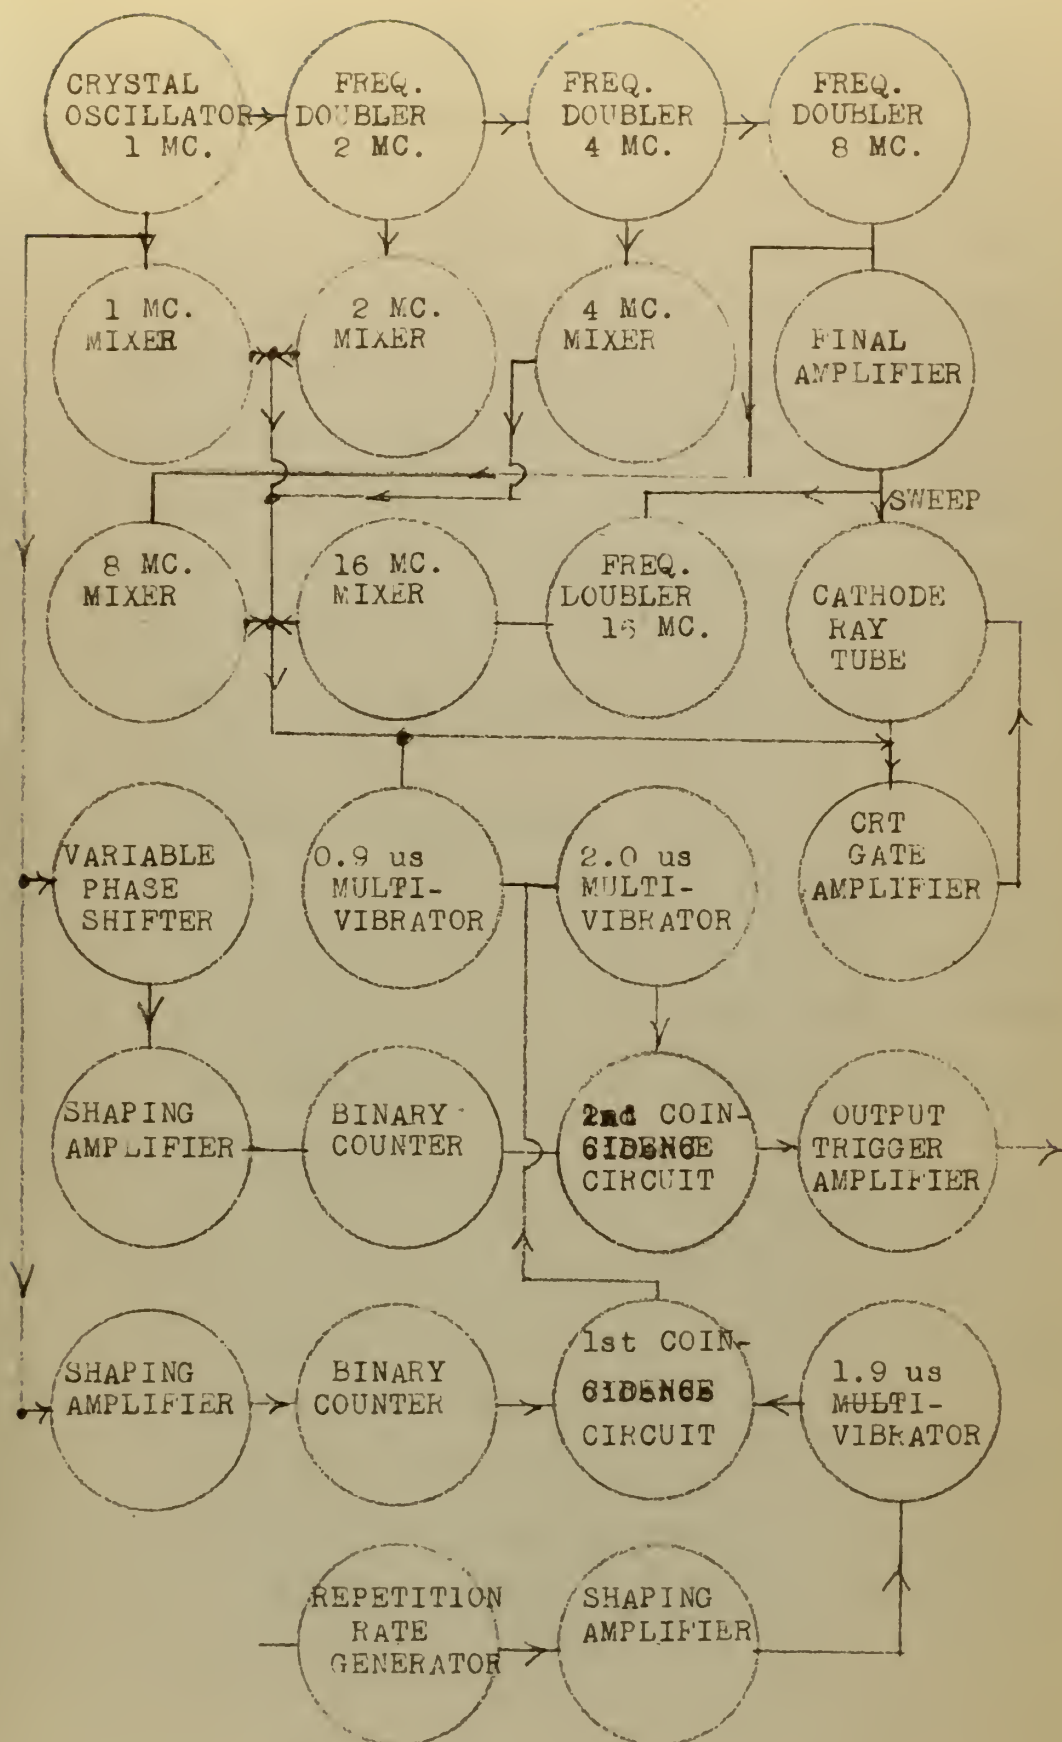 CRYSTAL
OSCILLATOR
1 MC.
FREQ.
DOUBLER
2 MC.
FREQ.
DOUBLER
4 MC.
FREQ.
DOUBLER
8 MC.
1 MC.
MIXER
2 MC.
MIXER
4 MC.
MIXER
FINAL
AMPLIFIER
SWEEP
8 MC.
MIXER
16 MC.
MIXER
FREQ.
DOUBLER
16 MC.
CATHODE
RAY
TUBE
VARIABLE
PHASE
SHIFTER
0.9 us
MULTI-
VIBRATOR
2.0 us
MULTI-
VIBRATOR
CRT
GATE
AMPLIFIER
SHAPING
AMPLIFIER
BINARY
COUNTER
2nd COIN-
CIDENCE
CIRCUIT
OUTPUT
TRIGGER
AMPLIFIER
SHAPING
AMPLIFIER
BINARY
COUNTER
1st COIN-
CIDENCE
CIRCUIT
1.9 us
MULTI-
VIBRATOR
REPETITION
RATE
GENERATOR
SHAPING
AMPLIFIER